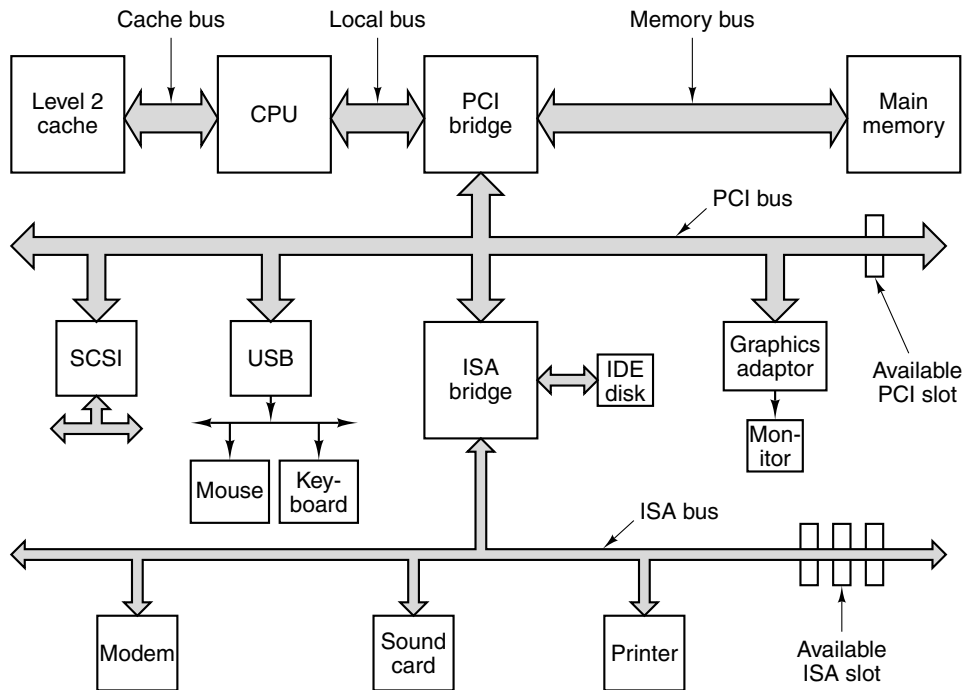 Cache bus
Local bus
Memory bus
Level 2
cache
CPU
PCI
bridge
Main
memory
PCI bus
SCSI
USB
ISA
bridge
IDE
disk
Graphics
adaptor
Available
PCI slot
Mon-
itor
Mouse
Key-
board
ISA bus
Modem
Sound
card
Printer
Available
ISA slot